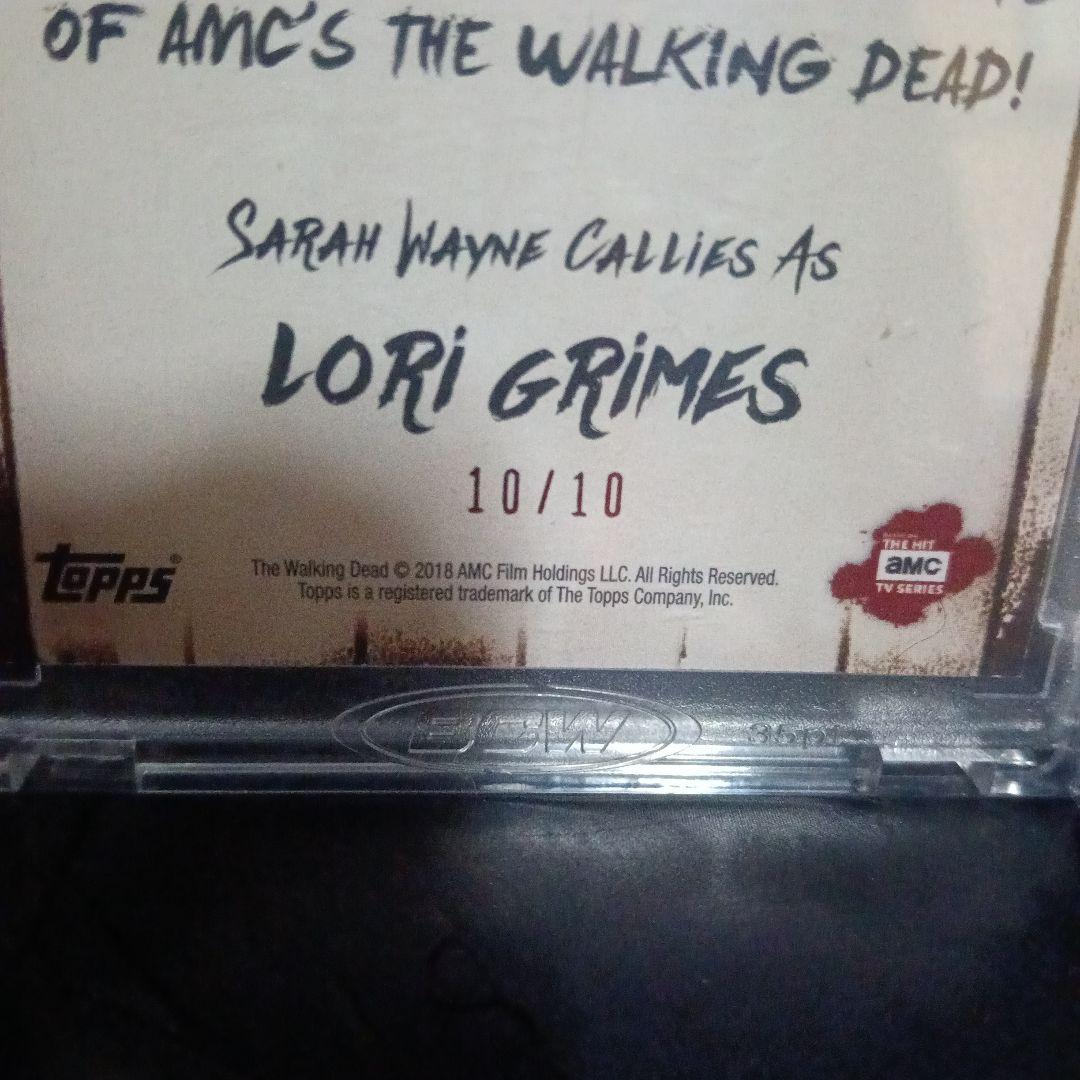 OF AMC'S THE WALKING DEAD!
SARAH WAYNE CALLIES AS
LORI GRIMES
10/10
topps®
The Walking Dead © 2018 AMC Film Holdings LLC. All Rights Reserved.
Topps is a registered trademark of The Topps Company, Inc.
THE HIT
aMC
TV SERIES
BCW
35pt